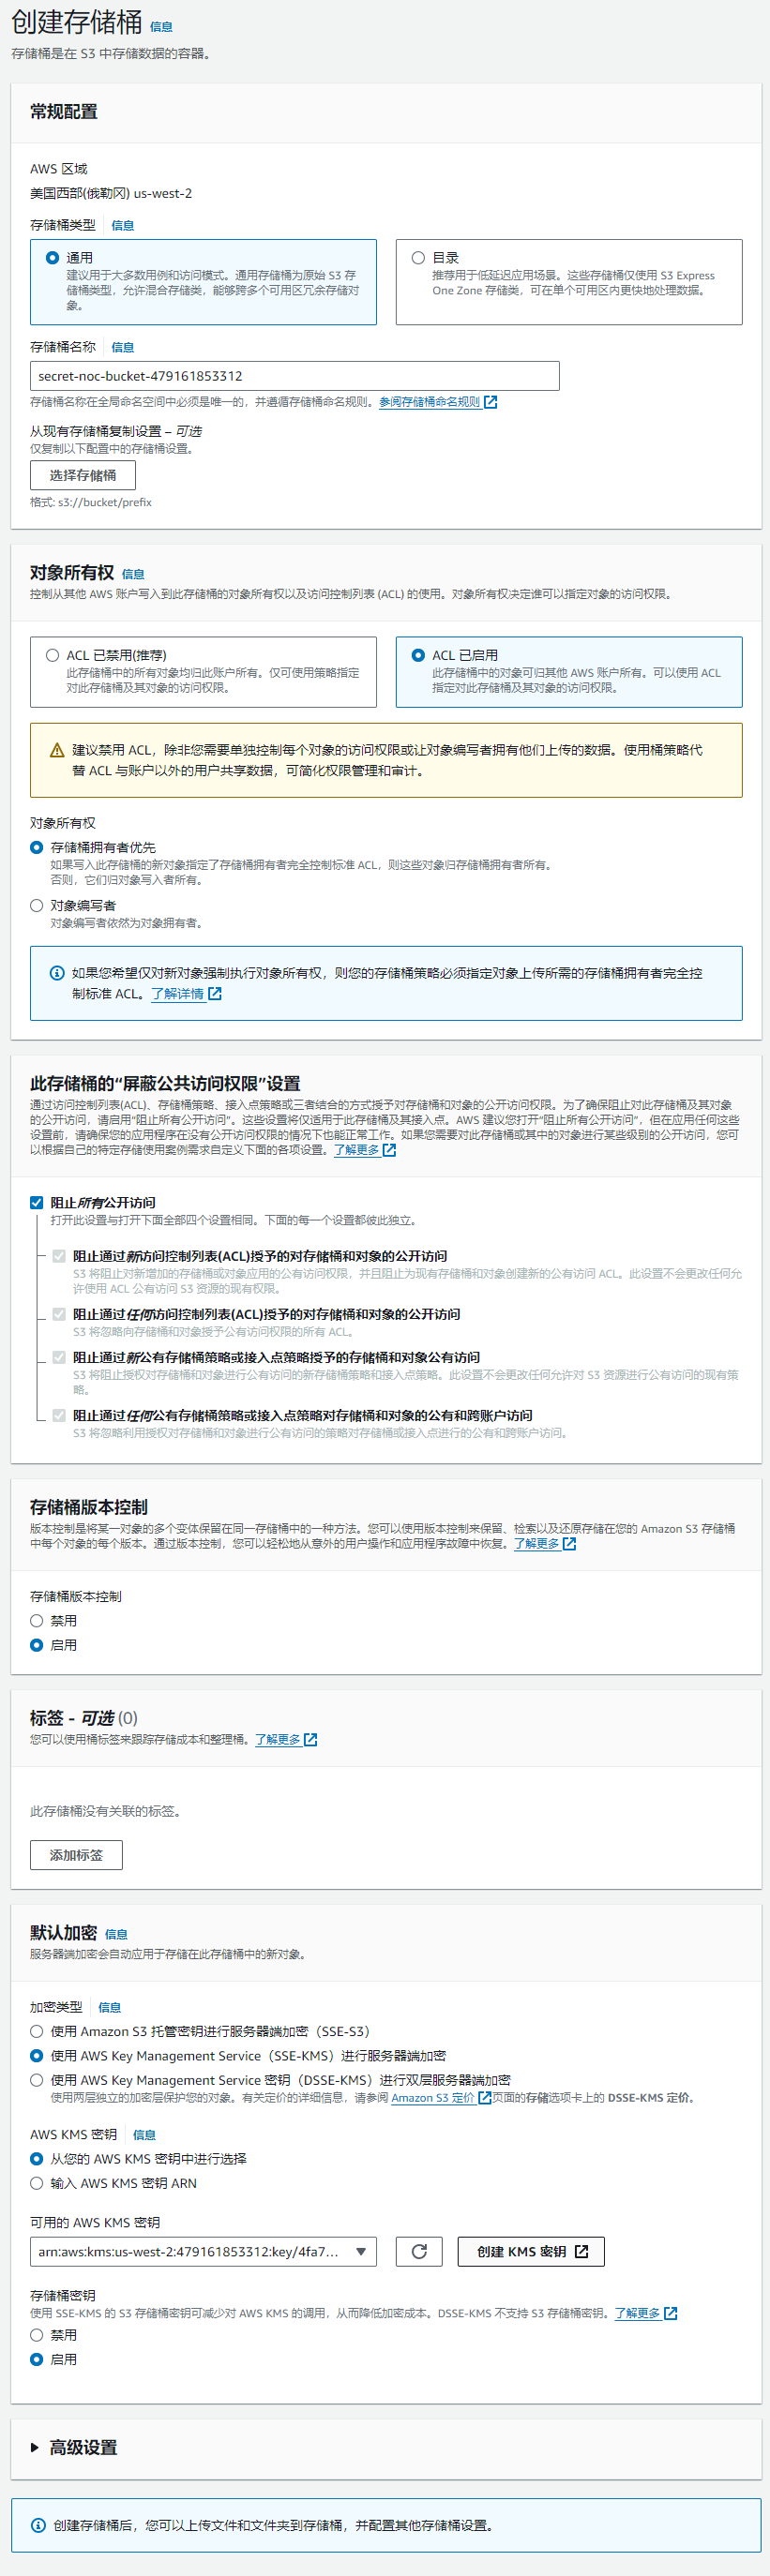 创建存储桶 信息
存储桶是在 S3 中存储数据的容器。
常规配置
AWS 区域
美国西部(俄勒冈) us-west-2
存储桶类型 信息
通用
建议用于大多数用例和访问模式。通用存储桶为原始 S3 存
储桶类型，允许混合存储类，能够跨多个可用区冗余存储对
象。
目录
推荐用于低延迟应用场景。这些存储桶仅使用 S3 Express
One Zone 存储类，可在单个可用区内更快地处理数据。
存储桶名称 信息
secret-noc-bucket-479161853312
存储桶名称在全局命名空间中必须是唯一的，并遵循存储桶命名规则。参阅存储桶命名规则
从现有存储桶复制设置 – 可选
仅复制以下配置中的存储桶设置。
选择存储桶
格式: s3://bucket/prefix
对象所有权 信息
控制从其他 AWS 账户写入到此存储桶的对象所有权以及访问控制列表 (ACL) 的使用。对象所有权决定谁可以指定对象的访问权限。
ACL 已禁用(推荐)
此存储桶中的所有对象均归此账户所有。仅可使用策略指定
对此存储桶及其对象的访问权限。
ACL 已启用
此存储桶中的对象可归其他 AWS 账户所有。可以使用 ACL
指定对此存储桶及其对象的访问权限。
建议禁用 ACL，除非您需要单独控制每个对象的访问权限或让对象编写者拥有他们上传的数据。使用桶策略代
替 ACL 与账户以外的用户共享数据，可简化权限管理和审计。
对象所有权
存储桶拥有者优先
如果写入此存储桶的新对象指定了存储桶拥有者完全控制标准 ACL，则这些对象归存储桶拥有者所有。
否则，它们归对象写入者所有。
对象编写者
对象编写者依然为对象拥有者。
如果您希望仅对新对象强制执行对象所有权，则您的存储桶策略必须指定对象上传所需的存储桶拥有者完全控
制标准 ACL。了解详情
此存储桶的“屏蔽公共访问权限”设置
通过访问控制列表(ACL)、存储桶策略、接入点策略或三者结合的方式授予对存储桶和对象的公开访问权限。为了确保阻止对此存储桶及其对象
的公开访问，请启用“阻止所有公开访问”。这些设置将仅适用于此存储桶及其接入点。AWS 建议您打开“阻止所有公开访问”，但在应用任何这些
设置前，请确保您的应用程序在没有公开访问权限的情况下也能正常工作。如果您需要对此存储桶或其中的对象进行某些级别的公开访问，您可
以根据自己的特定存储使用案例需求自定义下面的各项设置。了解更多
阻止所有公开访问
打开此设置与打开下面全部四个设置相同。下面的每一个设置都彼此独立。
阻止通过新访问控制列表(ACL)授予的对存储桶和对象的公开访问
S3 将阻止对新增加的存储桶或对象应用的公有访问权限，并且阻止为现有存储桶和对象创建新的公有访问 ACL。此设置不会更改任何允
许使用 ACL 公有访问 S3 资源的现有权限。
阻止通过任何访问控制列表(ACL)授予的对存储桶和对象的公开访问
S3 将忽略向存储桶和对象授予公有访问权限的所有 ACL。
阻止通过新公有存储桶策略或接入点策略授予的存储桶和对象公有访问
S3 将阻止授权对存储桶和对象进行公有访问的新存储桶策略和接入点策略。此设置不会更改任何允许对 S3 资源进行公有访问的现有策
略。
阻止通过任何公有存储桶策略或接入点策略对存储桶和对象的公有和跨账户访问
S3 将忽略利用授权对存储桶和对象进行公有访问的策略对存储桶或接入点进行的公有和跨账户访问。
存储桶版本控制
版本控制是将某一对象的多个变体保留在同一存储桶中的一种方法。您可以使用版本控制来保留、检索以及还原存储在您的 Amazon S3 存储桶
中每个对象的每个版本。通过版本控制，您可以轻松地从意外的用户操作和应用程序故障中恢复。了解更多
存储桶版本控制
禁用
启用
标签 - 可选 (0)
您可以使用桶标签来跟踪存储成本和整理桶。了解更多
此存储桶没有关联的标签。
添加标签
默认加密 信息
服务器端加密会自动应用于存储在此存储桶中的新对象。
加密类型 信息
使用 Amazon S3 托管密钥进行服务器端加密（SSE-S3）
使用 AWS Key Management Service（SSE-KMS）进行服务器端加密
使用 AWS Key Management Service 密钥（DSSE-KMS）进行双层服务器端加密
使用两层独立的加密层保护您的对象。有关定价的详细信息，请参阅 Amazon S3 定价页面的存储选项卡上的 DSSE-KMS 定价。
AWS KMS 密钥 信息
从您的 AWS KMS 密钥中进行选择
输入 AWS KMS 密钥 ARN
可用的 AWS KMS 密钥
arn:aws:kms:us-west-2:479161853312:key/4fa7...
创建 KMS 密钥
存储桶密钥
使用 SSE-KMS 的 S3 存储桶密钥可减少对 AWS KMS 的调用，从而降低加密成本。DSSE-KMS 不支持 S3 存储桶密钥。了解更多
禁用
启用
高级设置
创建存储桶后，您可以上传文件和文件夹到存储桶，并配置其他存储桶设置。